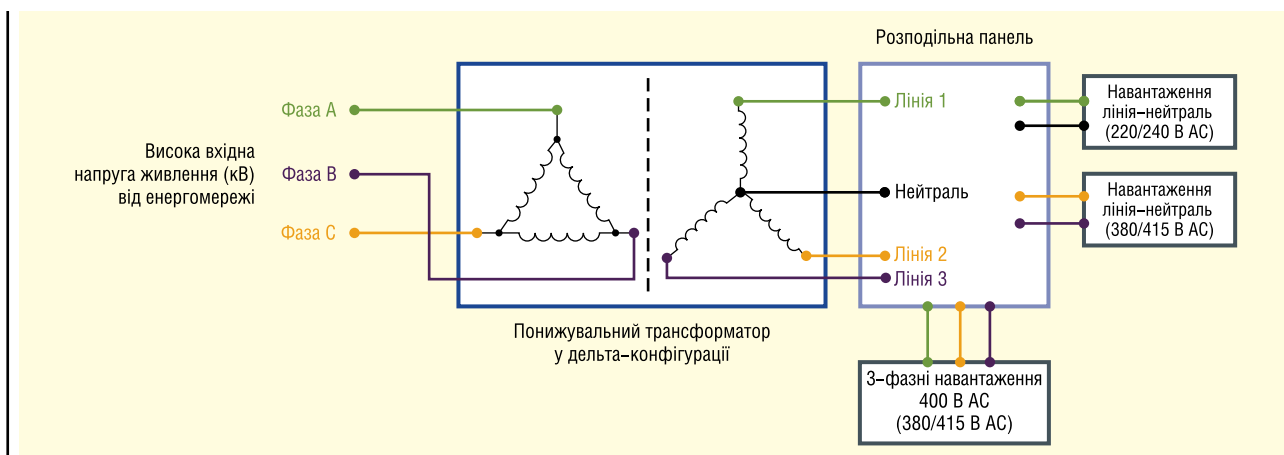 Розподільна панель
Фаза A
Фаза B
Фаза C
Висока вхідна
напруга живлення (кВ)
від енергомережі
Лінія 1
Нейтраль
Лінія 2
Лінія 3
Навантаження
лінія–нейтраль
(220/240 В АС)
Навантаження
лінія–нейтраль
(380/415 В АС)
Понижувальний трансформатор
у дельта–конфігурації
3–фазні навантаження
400 В АС
(380/415 В АС)